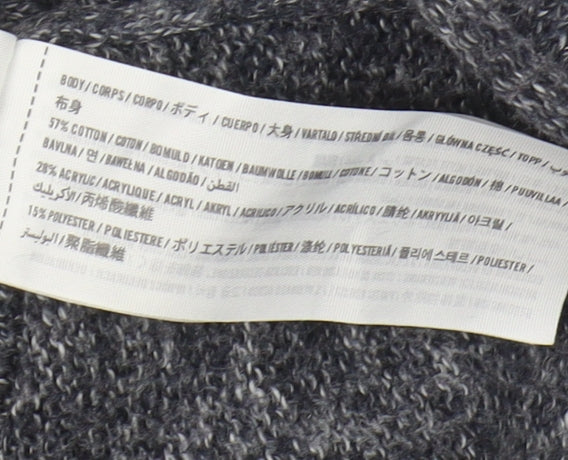 BODY / CORPS / CORPO / ボディ / CUERPO / 大身 / VARTALO / STŘEDNÍ DÍL / 몸통 / GŁÓWNA CZĘŚĆ / TOPP /
布身
57% COTTON / COTON / BOMULD / KATOEN / BAUMWOLLE / BOMULL / COTONE / コットン / ALGODÓN / 棉 / PUUVILLAA /
BAVLNA / 면 / BAWEŁNA / ALGODÃO / القطن
28% ACRYLIC / ACRYLIQUE / ACRYL / AKRYL / ACRILICO / アクリル / ACRÍLICO / 腈纶 / AKRYYLIÄ / 아크릴 /
الأكريليك / 丙烯酸纖維
15% POLYESTER / POLIESTERE / ポリエステル / POLIÉSTER / 涤纶 / POLYESTERIÄ / 폴리에스테르 / POLIESTER /
البوليستر / 聚脂纖維